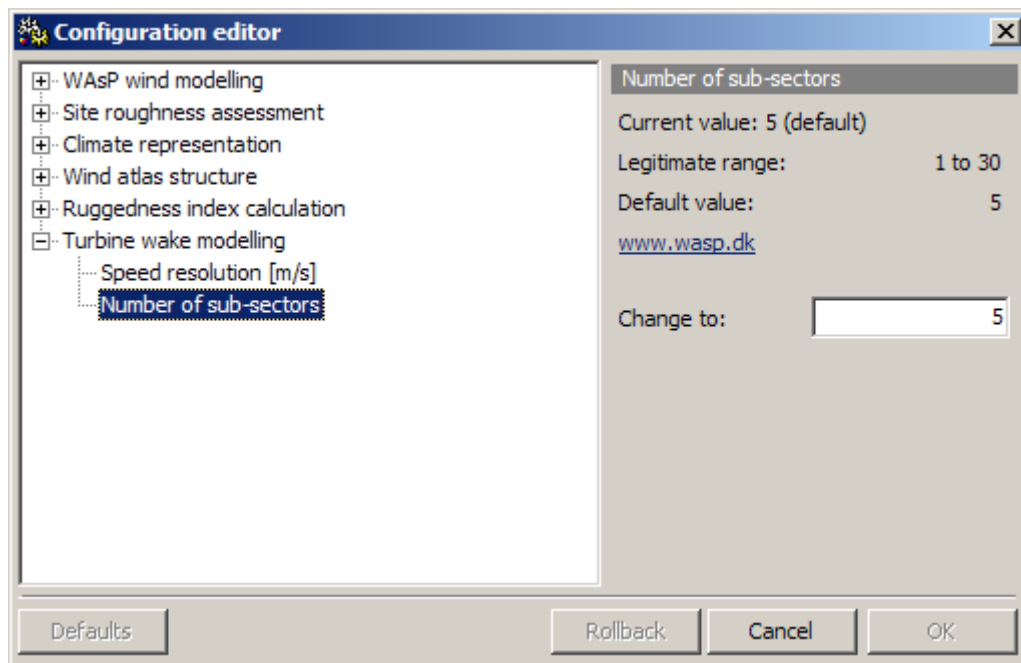 Configuration editor
WAsP wind modelling
Site roughness assessment
Climate representation
Wind atlas structure
Ruggedness index calculation
Turbine wake modelling
Speed resolution [m/s]
Number of sub-sectors
Number of sub-sectors
Current value: 5 (default)
Legitimate range: 1 to 30
Default value: 5
www.wasp.dk
Change to: 5
Defaults Rollback Cancel OK